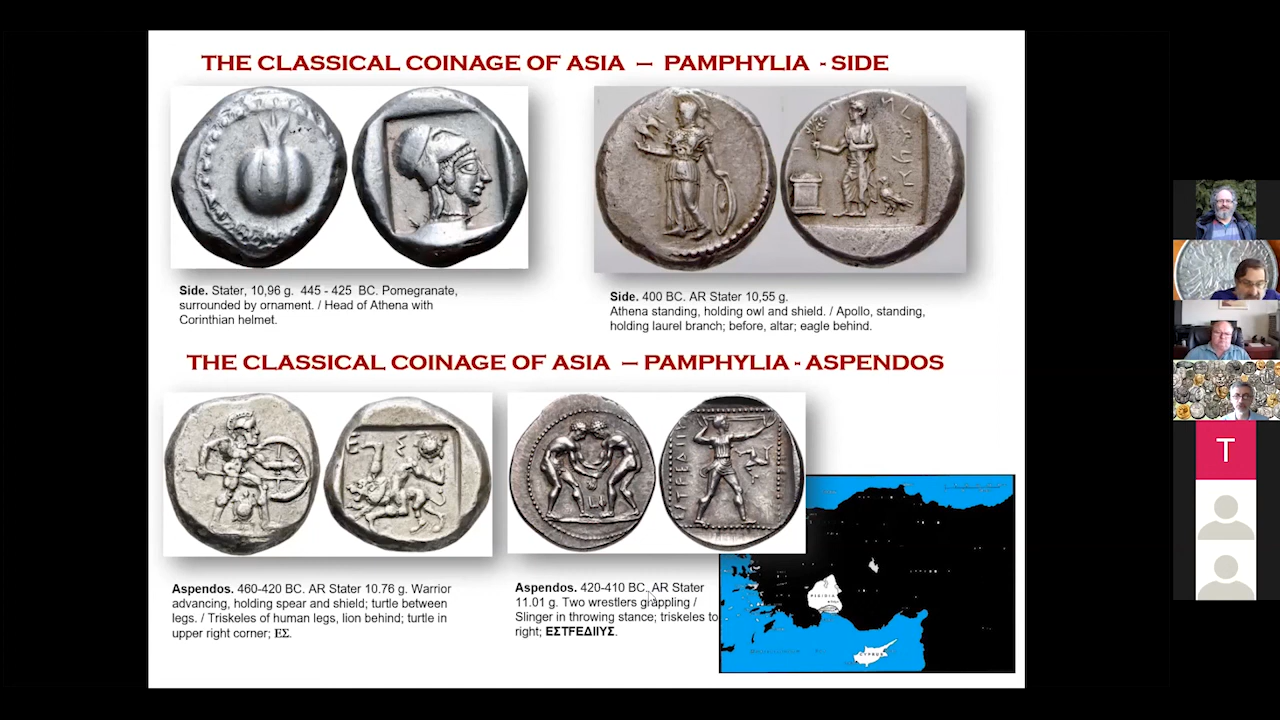 THE CLASSICAL COINAGE OF ASIA – PAMPHYLIA - SIDE
Side. Stater, 10,96 g. 445 - 425 BC. Pomegranate,
surrounded by ornament. / Head of Athena with
Corinthian helmet.
Side. 400 BC. AR Stater 10,55 g.
Athena standing, holding owl and shield. / Apollo, standing,
holding laurel branch; before, altar; eagle behind.
THE CLASSICAL COINAGE OF ASIA – PAMPHYLIA - ASPENDOS
Aspendos. 460-420 BC. AR Stater 10.76 g. Warrior
advancing, holding spear and shield; turtle between
legs. / Triskeles of human legs, lion behind; turtle in
upper right corner; ΕΣ.
Aspendos. 420-410 BC. AR Stater
11.01 g. Two wrestlers grappling /
Slinger in throwing stance; triskeles to
right; ΕΣΤϜΕΔΙΙΥΣ.
PISIDIA
CYPRUS
T